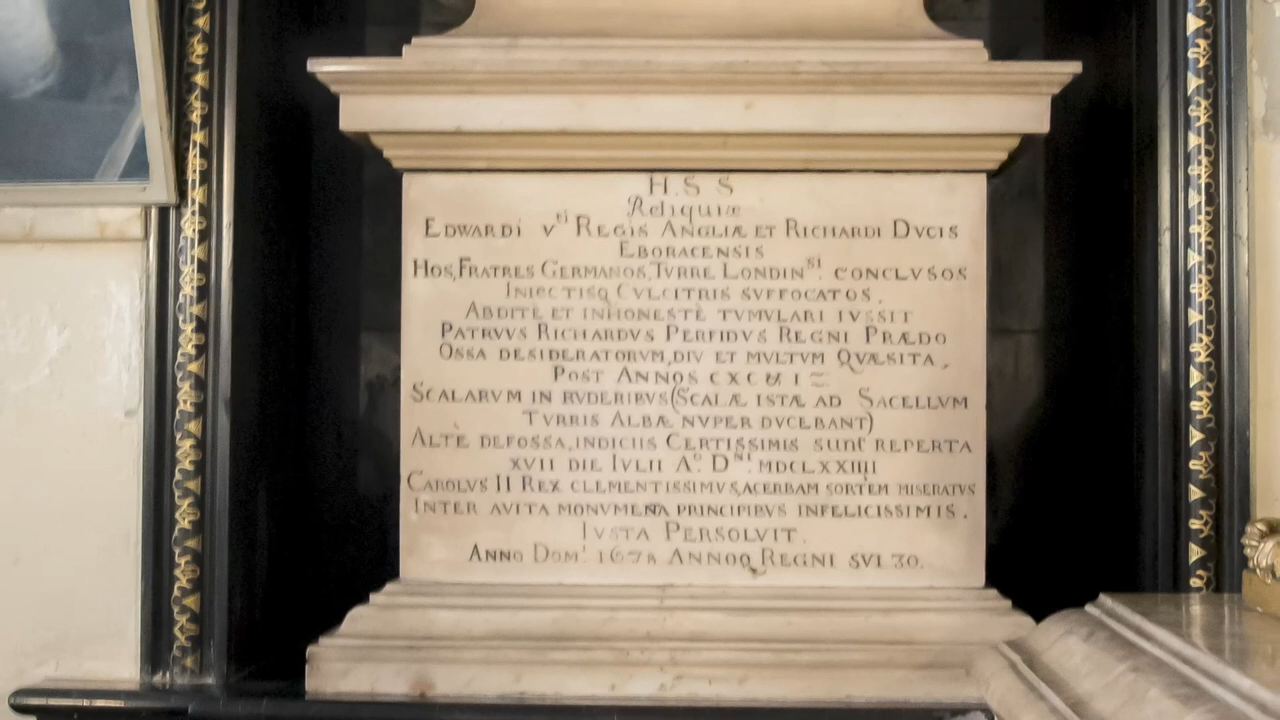 H. S S
Reliquiæ
EDWARDI Vti REGIS ANGLIÆ ET RICHARDI DVCIS
EBORACENSIS
HOS, FRATRES GERMANOS, TVRRE LONDINsi. CONCLVSOS
INIECTISQ CVLCITRIS SVFFOCATOS,
ABDITE ET INHONESTÈ TVMVLARI IVSSIT
PATRVVS RICHARDVS PERFIDVS REGNI PRÆDO
OSSA DESIDERATORVM, DIV ET MVLTVM QVÆSITA,
POST ANNOS CXC & I
SCALARVM IN RVDERIBVS (SCALÆ ISTÆ AD SACELLVM
TVRRIS ALBÆ NVPER DVCEBANT)
ALTÈ DEFOSSA, INDICIIS CERTISSIMIS SUNT REPERTA
XVII DIE IVLII Ao. DNI. MDCLXXIIII
CAROLVS II REX CLEMENTISSIMVS, ACERBAM SORTEM MISERATVS
INTER AVITA MONVMENTA PRINCIPIBVS INFELICISSIMIS.
IVSTA PERSOLVIT.
ANNO DOMI. 1678 ANNOQ REGNI SVI 30.